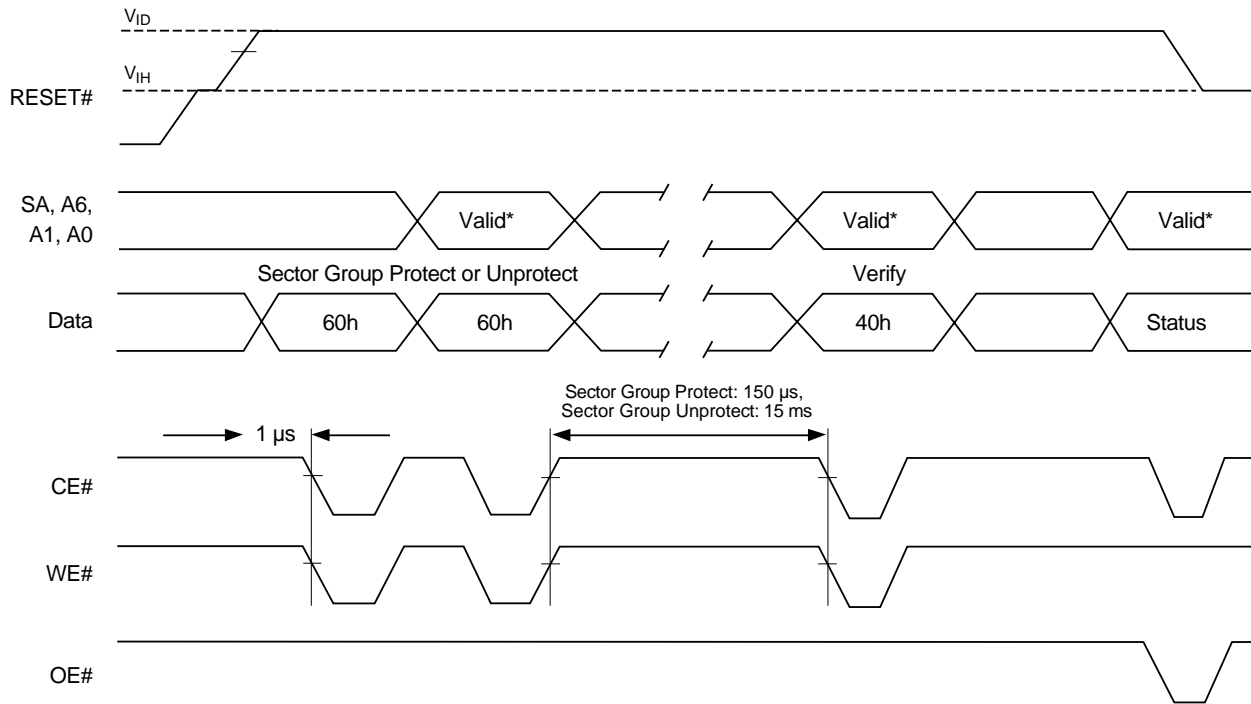 VID
VIH
RESET#
SA, A6,
A1, A0
Valid*
Valid*
Valid*
Sector Group Protect or Unprotect
Verify
Data
60h
60h
40h
Status
Sector Group Protect: 150 µs,
Sector Group Unprotect: 15 ms
1 µs
CE#
WE#
OE#